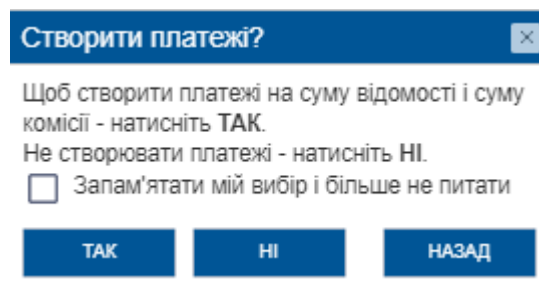 Створити платежі?
Щоб створити платежі на суму відомості і суму
комісії - натисніть ТАК.
Не створювати платежі - натисніть НІ.
Запам'ятати мій вибір і більше не питати
ТАК НІ НАЗАД